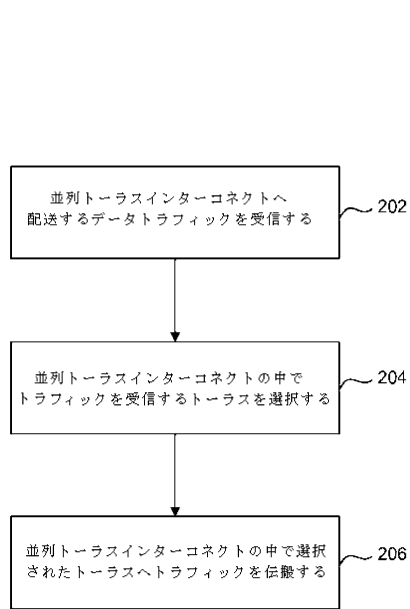 並列トーラスインターコネクトへ
配送するデータトラフィックを受信する
202
並列トーラスインターコネクトの中で
トラフィックを受信するトーラスを選択する
204
並列トーラスインターコネクトの中で選択
されたトーラスへトラフィックを伝搬する
206